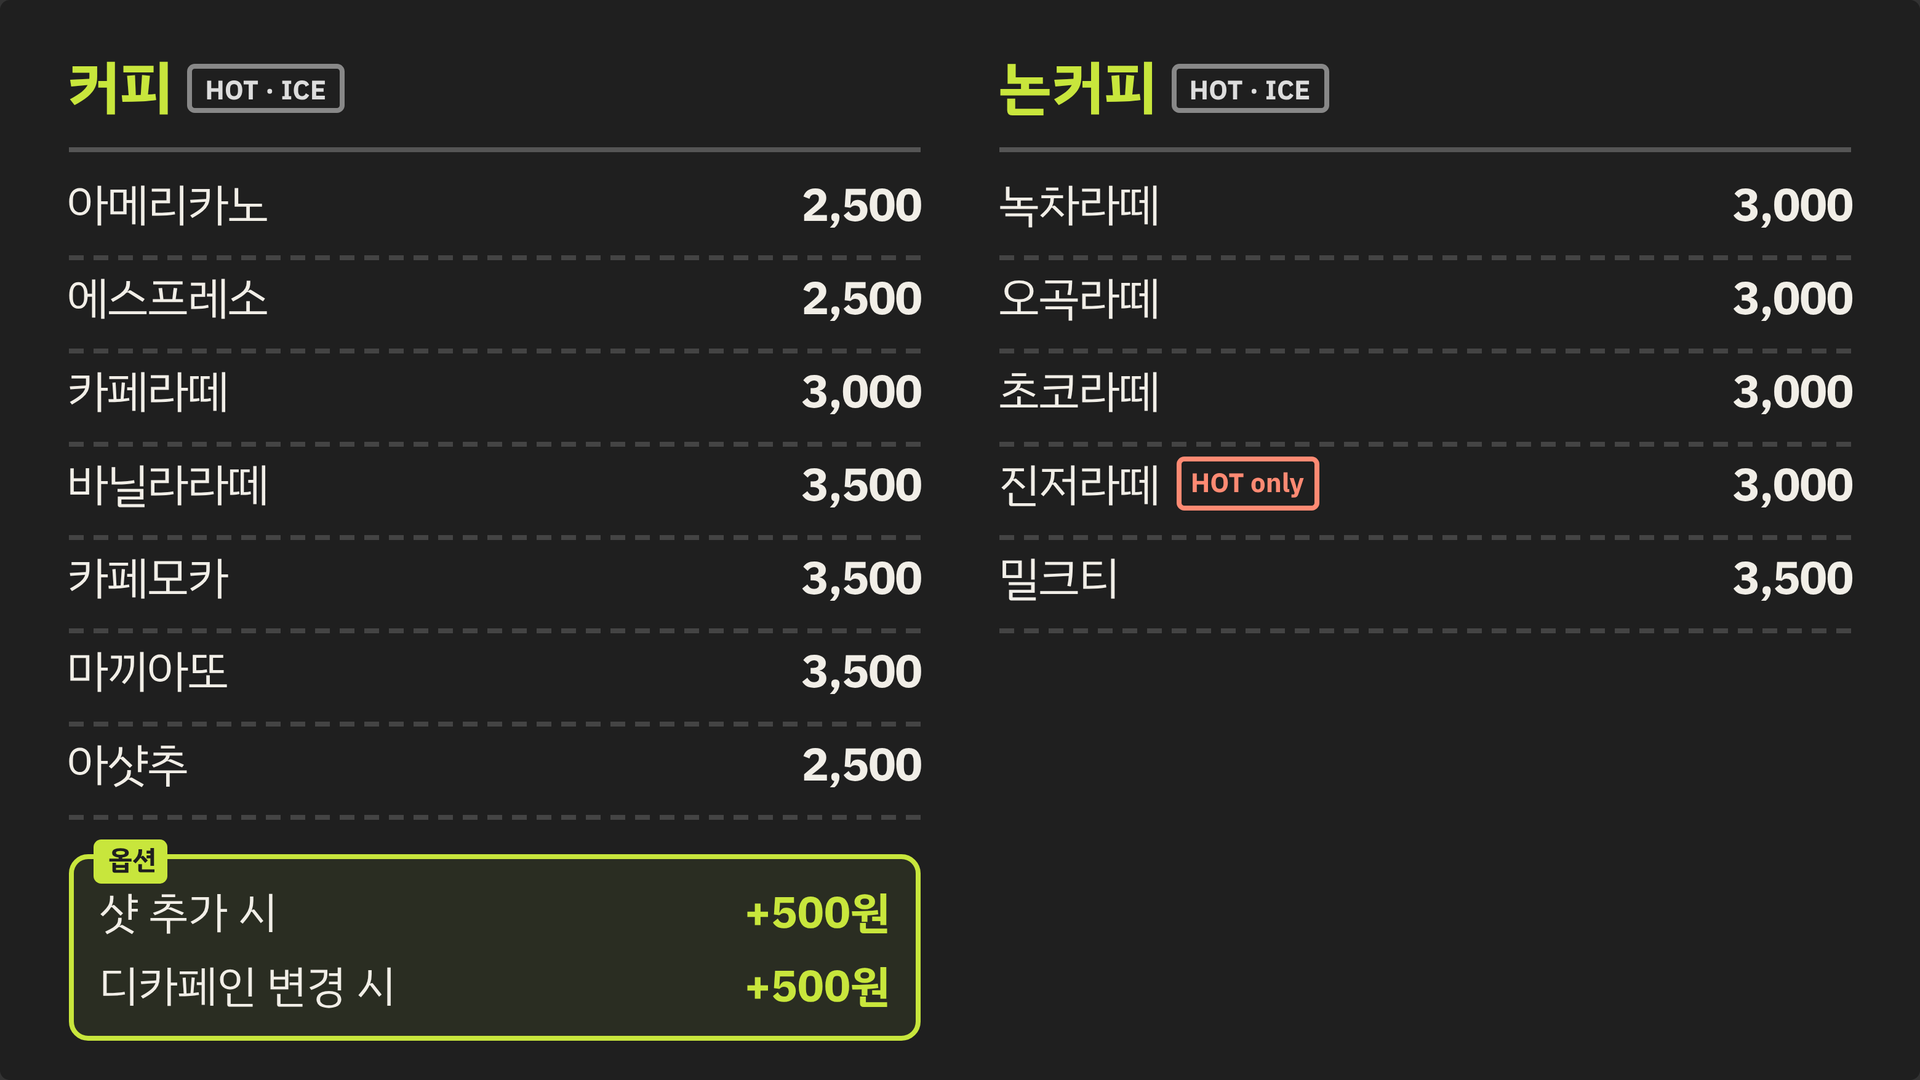 커피 HOT · ICE
아메리카노 2,500
에스프레소 2,500
카페라떼 3,000
바닐라라떼 3,500
카페모카 3,500
마끼아또 3,500
아샷추 2,500
옵션
샷 추가 시 +500원
디카페인 변경 시 +500원
논커피 HOT · ICE
녹차라떼 3,000
오곡라떼 3,000
초코라떼 3,000
진저라떼 HOT only 3,000
밀크티 3,500